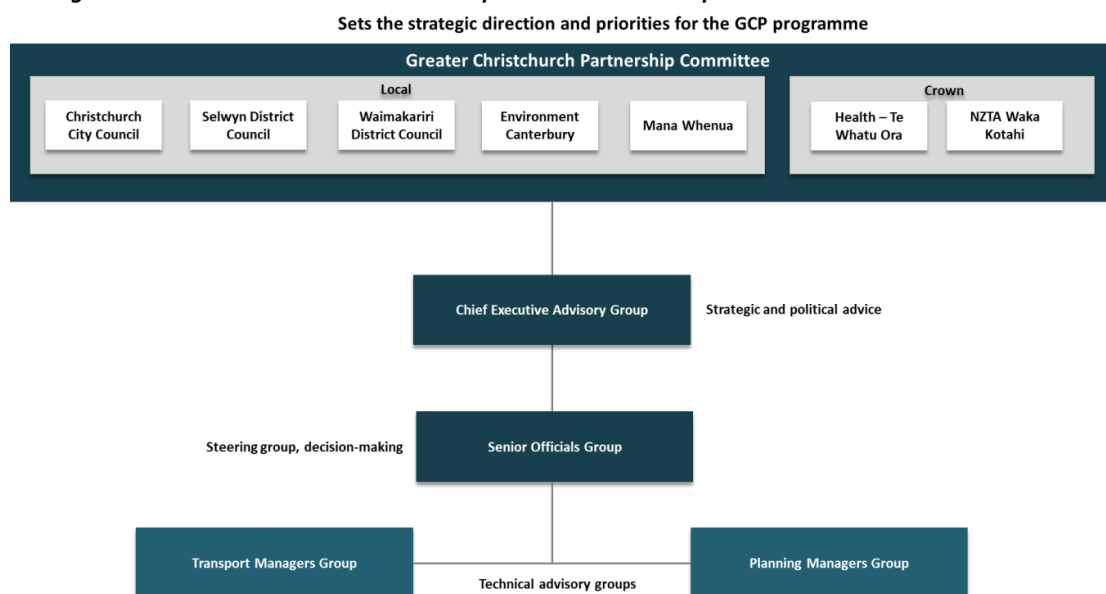 Sets the strategic direction and priorities for the GCP programme
Greater Christchurch Partnership Committee
Local
Crown
Christchurch
City Council
Selwyn District
Council
Waimakariri
District Council
Environment
Canterbury
Mana Whenua
Health – Te
Whatu Ora
NZTA Waka
Kotahi
Chief Executive Advisory Group
Strategic and political advice
Steering group, decision-making
Senior Officials Group
Transport Managers Group
Planning Managers Group
Technical advisory groups